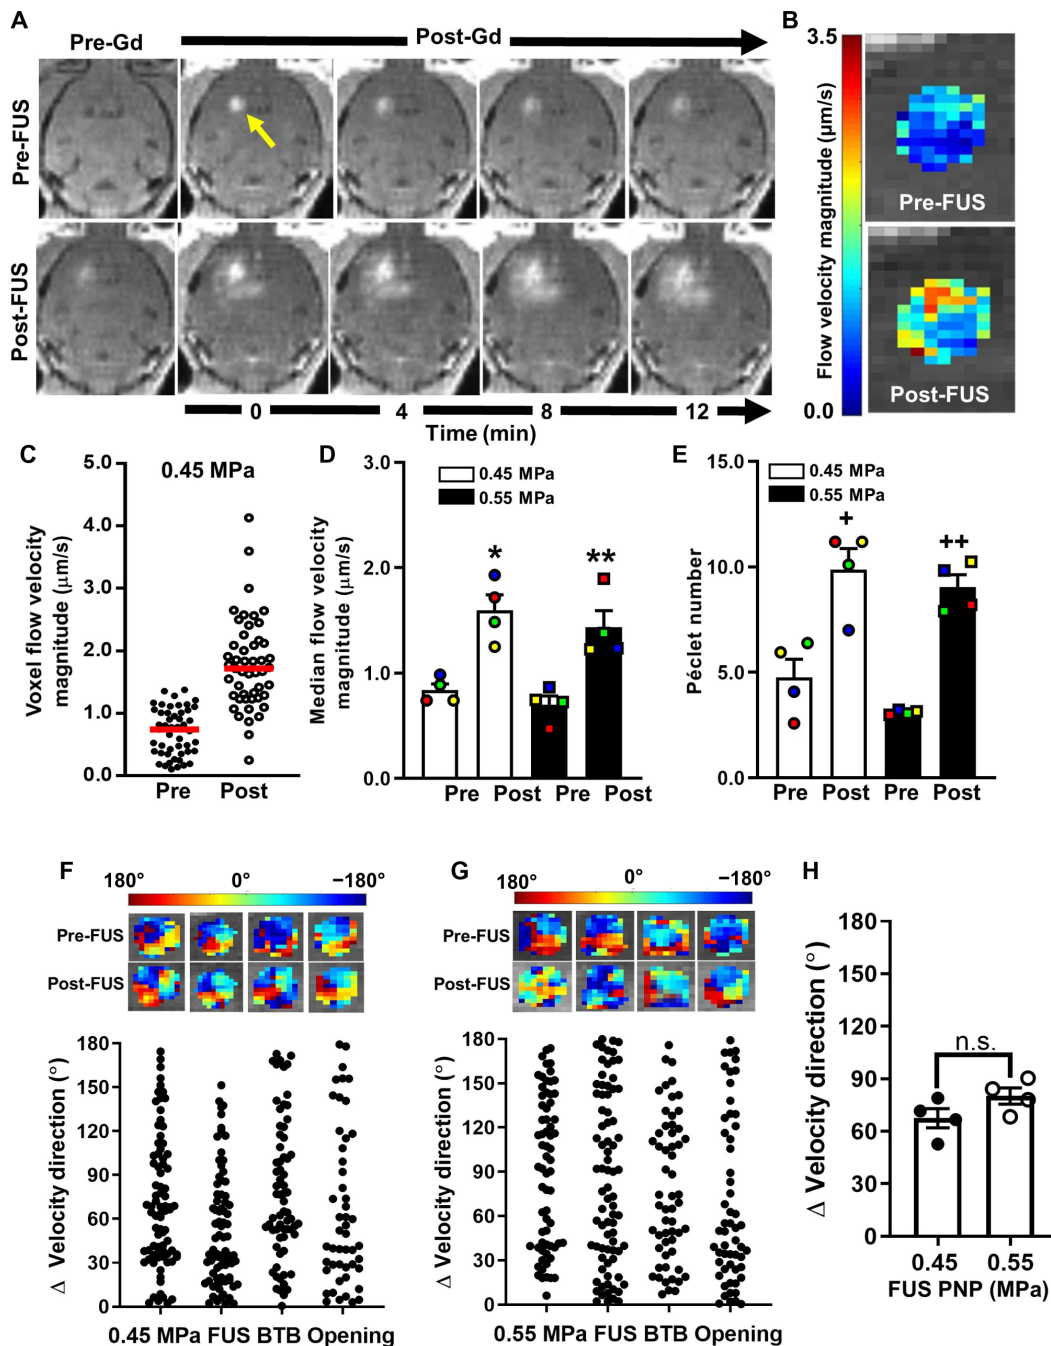 A
Pre-Gd
Post-Gd
Pre-FUS
Post-FUS
0 4 8 12
Time (min)
B
3.5
Flow velocity magnitude (μm/s)
0.0
Pre-FUS
Post-FUS
C
0.45 MPa
Voxel flow velocity
magnitude (μm/s)
5.0
4.0
3.0
2.0
1.0
0.0
Pre Post
D
0.45 MPa
0.55 MPa
Median flow velocity
magnitude (μm/s)
3.0
2.0
1.0
0.0
*
**
Pre Post Pre Post
E
0.45 MPa
0.55 MPa
Péclet number
15.0
10.0
5.0
0.0
+
++
Pre Post Pre Post
F
180° 0° −180°
Pre-FUS
Post-FUS
Δ Velocity direction (°)
180
150
120
90
60
30
0
0.45 MPa FUS BTB Opening
G
180° 0° −180°
Pre-FUS
Post-FUS
Δ Velocity direction (°)
180
150
120
90
60
30
0
0.55 MPa FUS BTB Opening
H
Δ Velocity direction (°)
180
150
120
90
60
30
0
n.s.
0.45 0.55
FUS PNP (MPa)